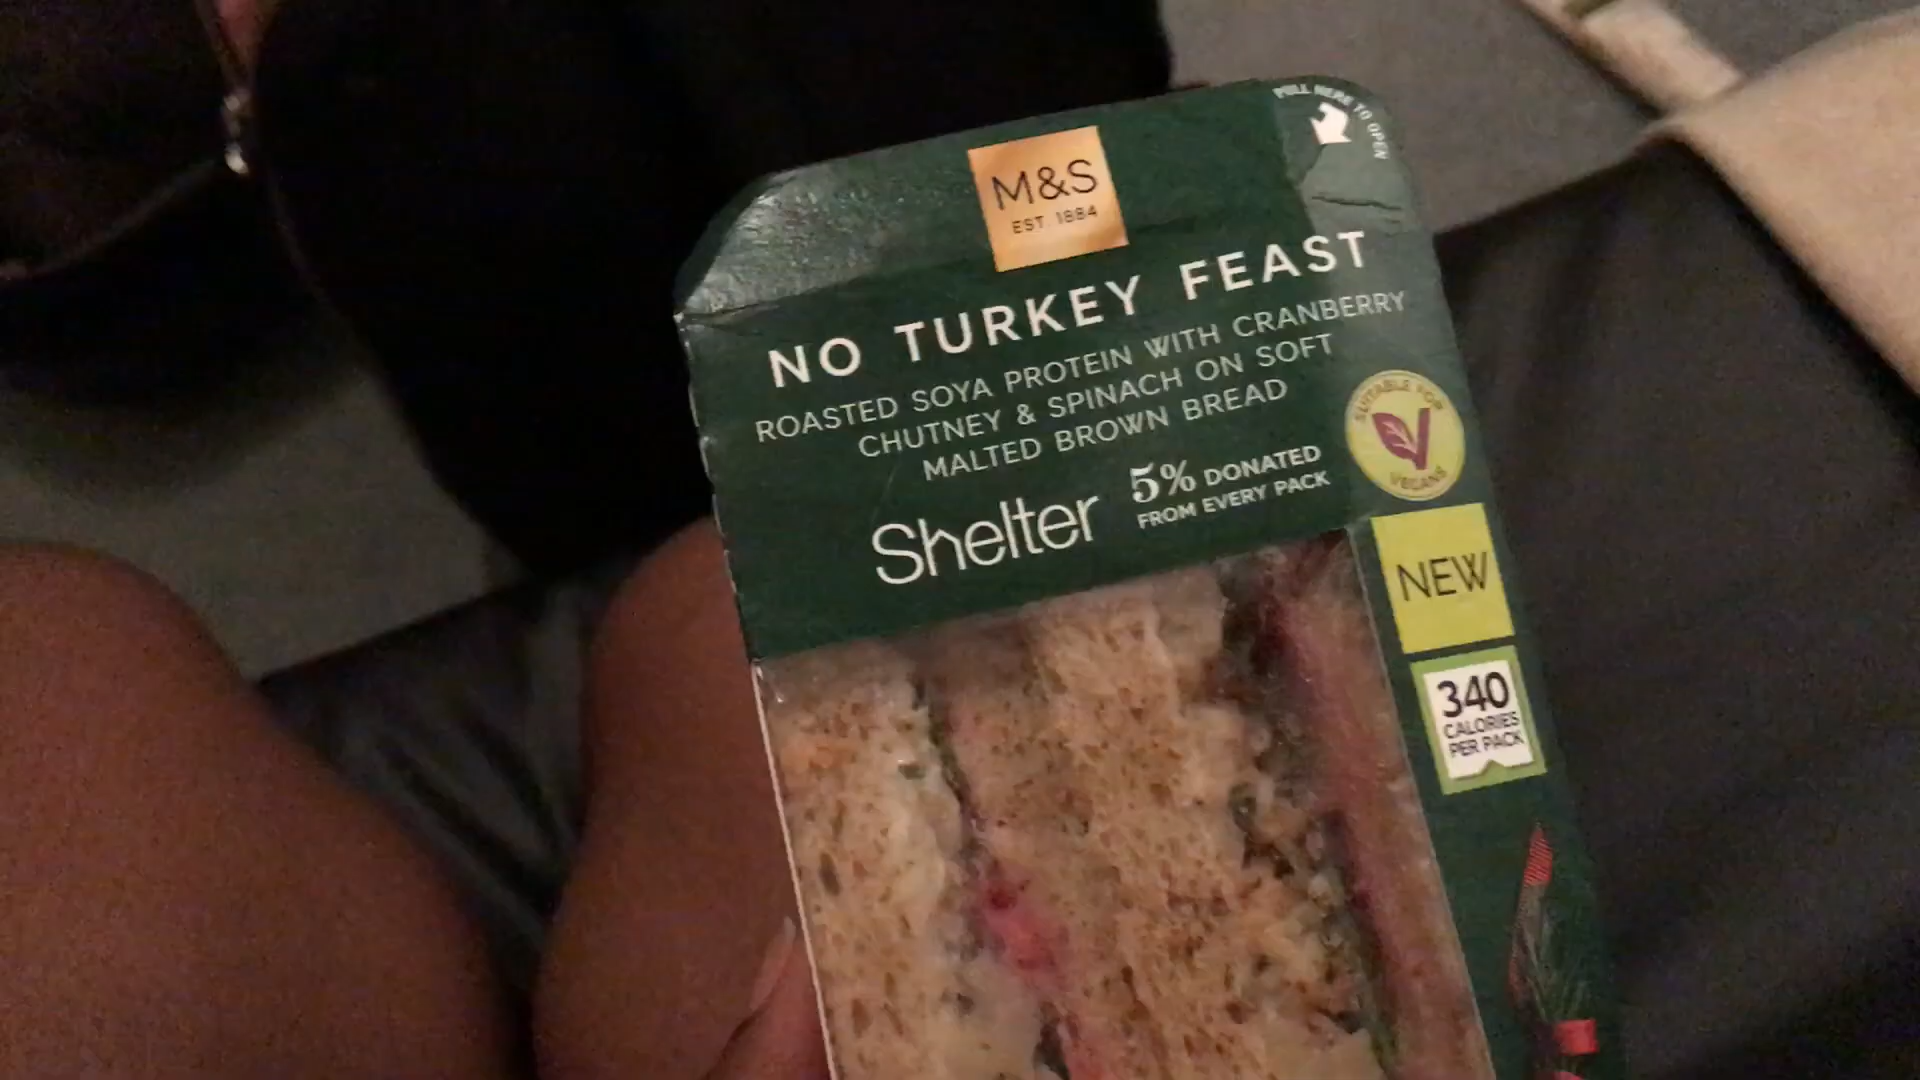 PULL HERE TO OPEN
M&S
EST. 1884
NO TURKEY FEAST
ROASTED SOYA PROTEIN WITH CRANBERRY
CHUTNEY & SPINACH ON SOFT
MALTED BROWN BREAD
Shelter
5% DONATED
FROM EVERY PACK
SUITABLE FOR
VEGANS
NEW
340
CALORIES
PER PACK